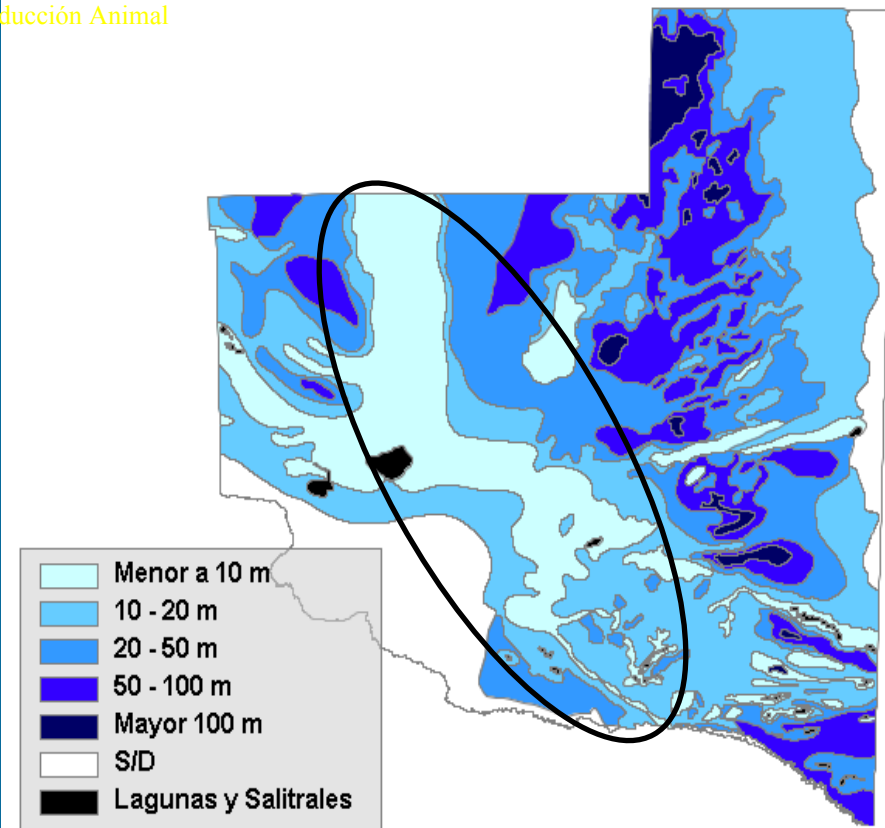 ducción Animal
Menor a 10 m
10 - 20 m
20 - 50 m
50 - 100 m
Mayor 100 m
S/D
Lagunas y Salitrales